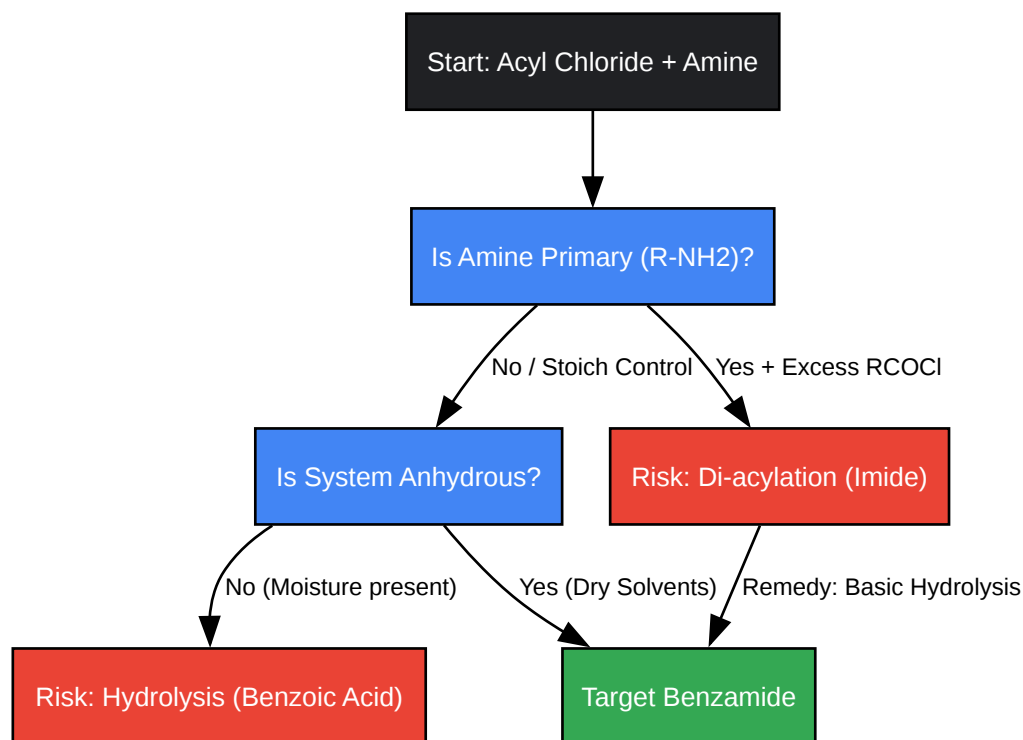 Start: Acyl Chloride + Amine
Is Amine Primary (R-NH2)?
No / Stoich Control
Yes + Excess RCOCl
Is System Anhydrous?
Risk: Di-acylation (Imide)
No (Moisture present)
Yes (Dry Solvents)
Remedy: Basic Hydrolysis
Risk: Hydrolysis (Benzoic Acid)
Target Benzamide